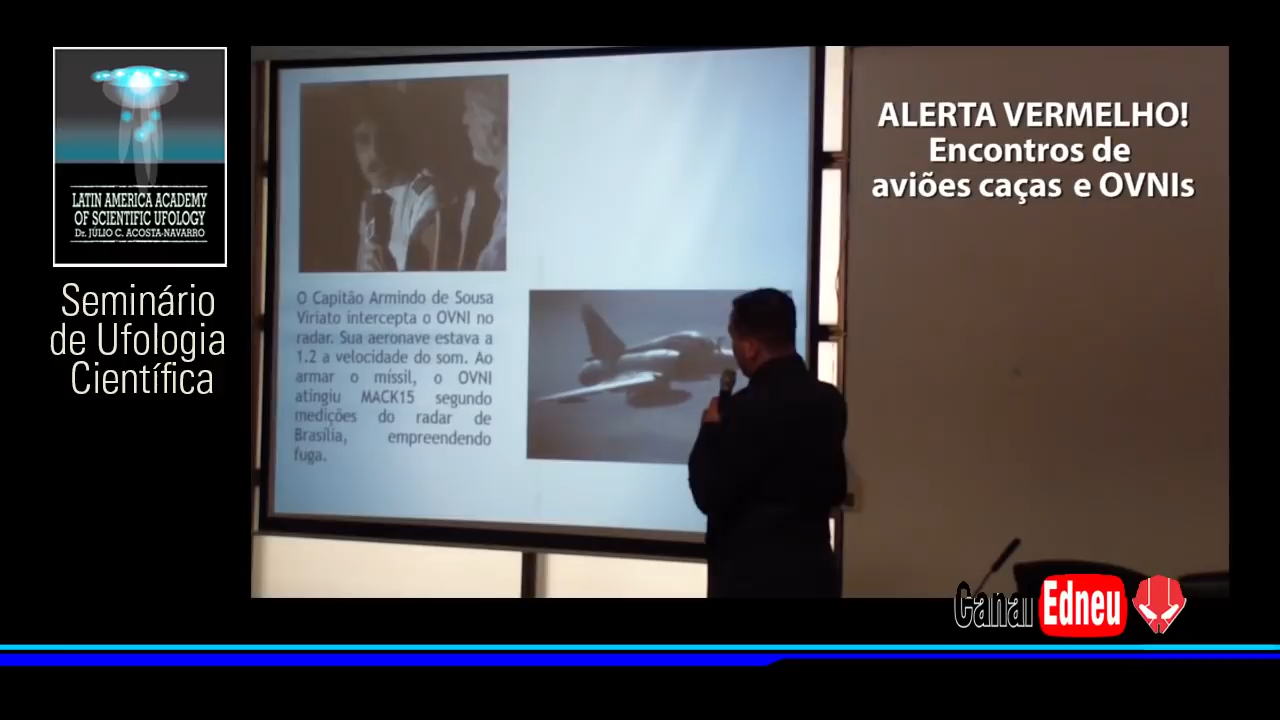 LATIN AMERICA ACADEMY
OF SCIENTIFIC UFOLOGY
Dr. JÚLIO C. ACOSTA-NAVARRO
Seminário
de Ufologia
Científica
O Capitão Armindo de Sousa
Viriato intercepta o OVNI no
radar. Sua aeronave estava a
1.2 a velocidade do som. Ao
armar o míssil, o OVNI
atingiu MACK15 segundo
medições do radar de
Brasília, empreendendo
fuga.
ALERTA VERMELHO!
Encontros de
aviões caças e OVNIs
Canal Edneu